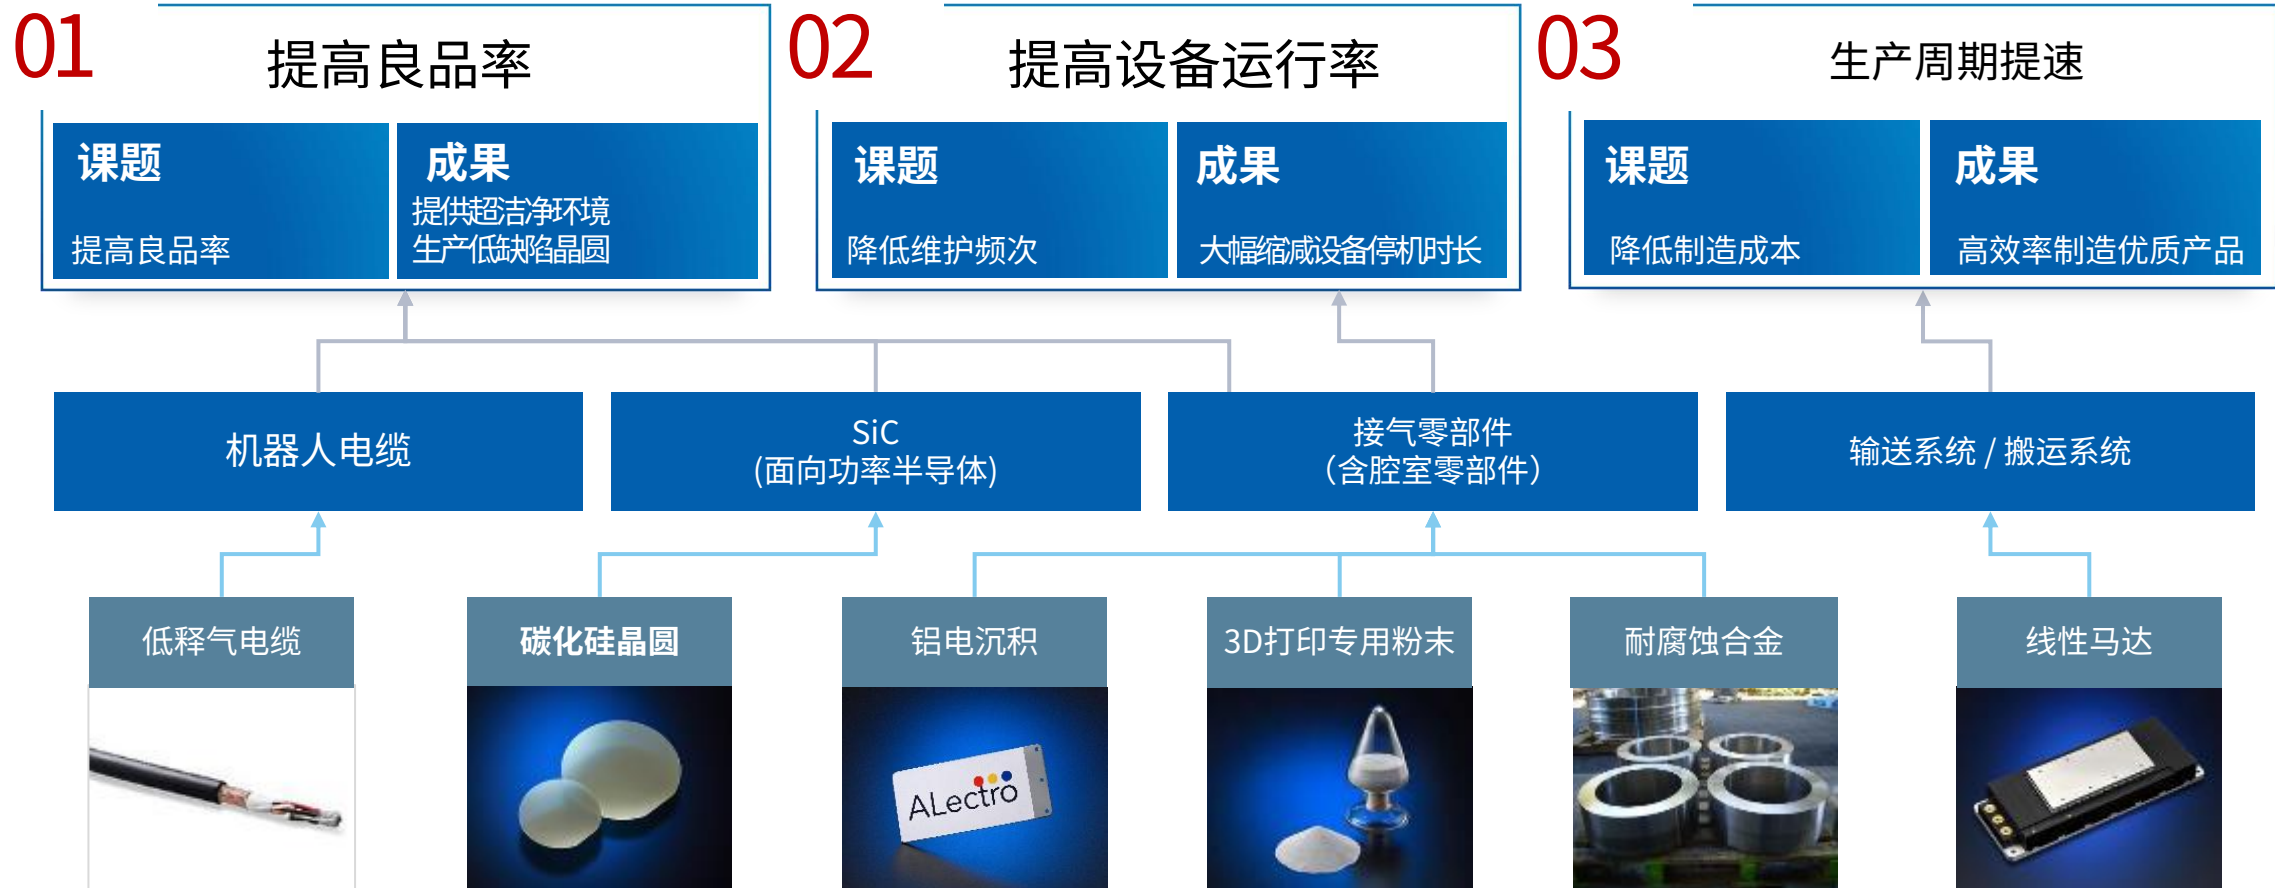 01
提高良品率
课题
提高良品率
成果
提供超洁净环境
生产低缺陷晶圆
02
提高设备运行率
课题
降低维护频次
成果
大幅缩减设备停机时长
03
生产周期提速
课题
降低制造成本
成果
高效率制造优质产品
机器人电缆
SiC
(面向功率半导体)
接气零部件
（含腔室零部件）
输送系统 / 搬运系统
低释气电缆
碳化硅晶圆
铝电沉积
3D打印专用粉末
耐腐蚀合金
线性马达
ALectro